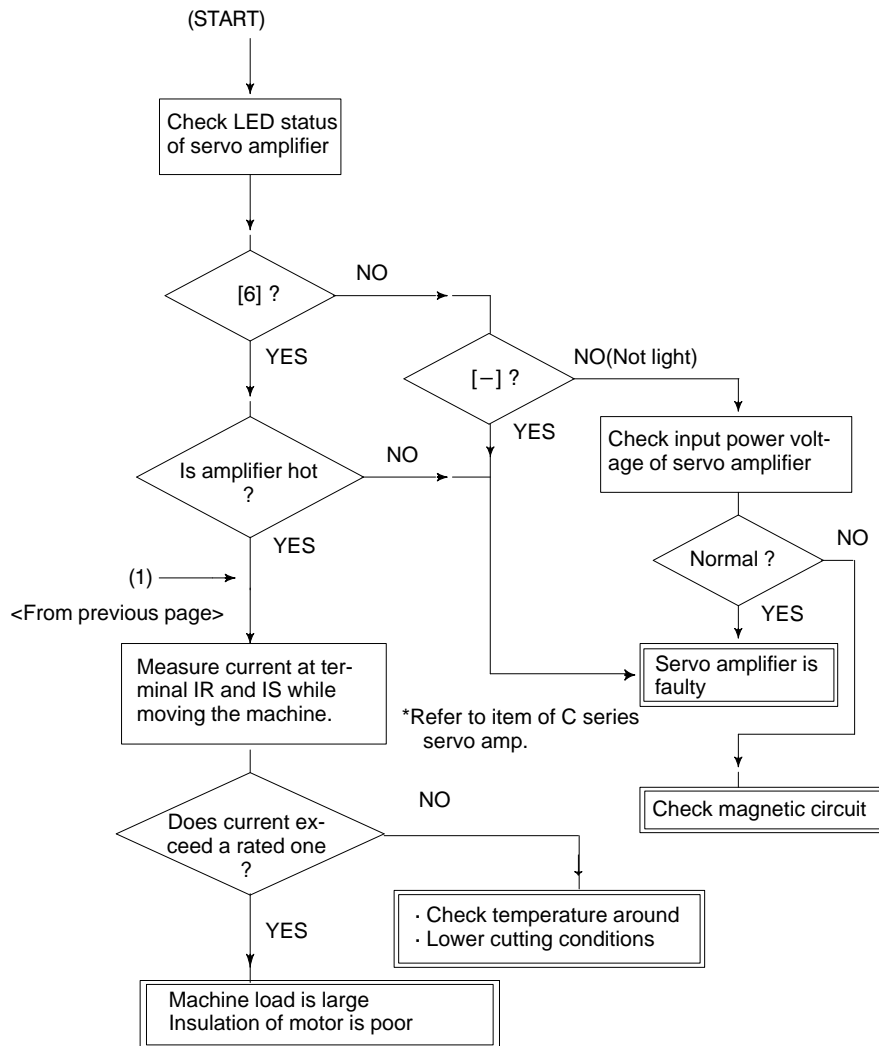 (START)
Check LED status
of servo amplifier
[6] ?
NO
YES
[−] ?
NO(Not light)
YES
Check input power volt-
age of servo amplifier
Is amplifier hot
?
NO
YES
Normal ?
NO
YES
(1)
<From previous page>
Measure current at ter-
minal IR and IS while
moving the machine.
Servo amplifier is
faulty
*Refer to item of C series
servo amp.
Check magnetic circuit
Does current ex-
ceed a rated one
?
NO
YES
· Check temperature around
· Lower cutting conditions
Machine load is large
Insulation of motor is poor